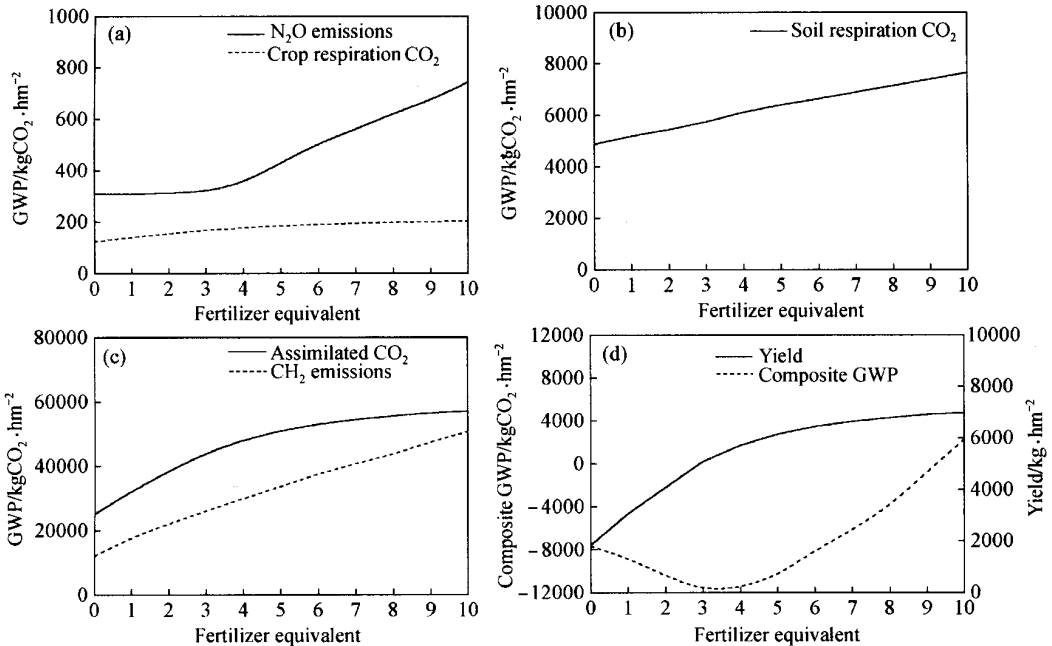 (a)
N₂O emissions
Crop respiration CO₂
GWP/kgCO₂·hm⁻²
1000
800
600
400
200
0
0 1 2 3 4 5 6 7 8 9 10
Fertilizer equivalent
(b)
Soil respiration CO₂
GWP/kgCO₂·hm⁻²
10000
8000
6000
4000
2000
0
0 1 2 3 4 5 6 7 8 9 10
Fertilizer equivalent
(c)
Assimilated CO₂
CH₂ emissions
GWP/kgCO₂·hm⁻²
80000
60000
40000
20000
0
0 1 2 3 4 5 6 7 8 9 10
Fertilizer equivalent
(d)
Yield
Composite GWP
Composite GWP/kgCO₂·hm⁻²
12000
8000
4000
0
−4000
−8000
−12000
Yield/kg·hm⁻²
10000
8000
6000
4000
2000
0
0 1 2 3 4 5 6 7 8 9 10
Fertilizer equivalent